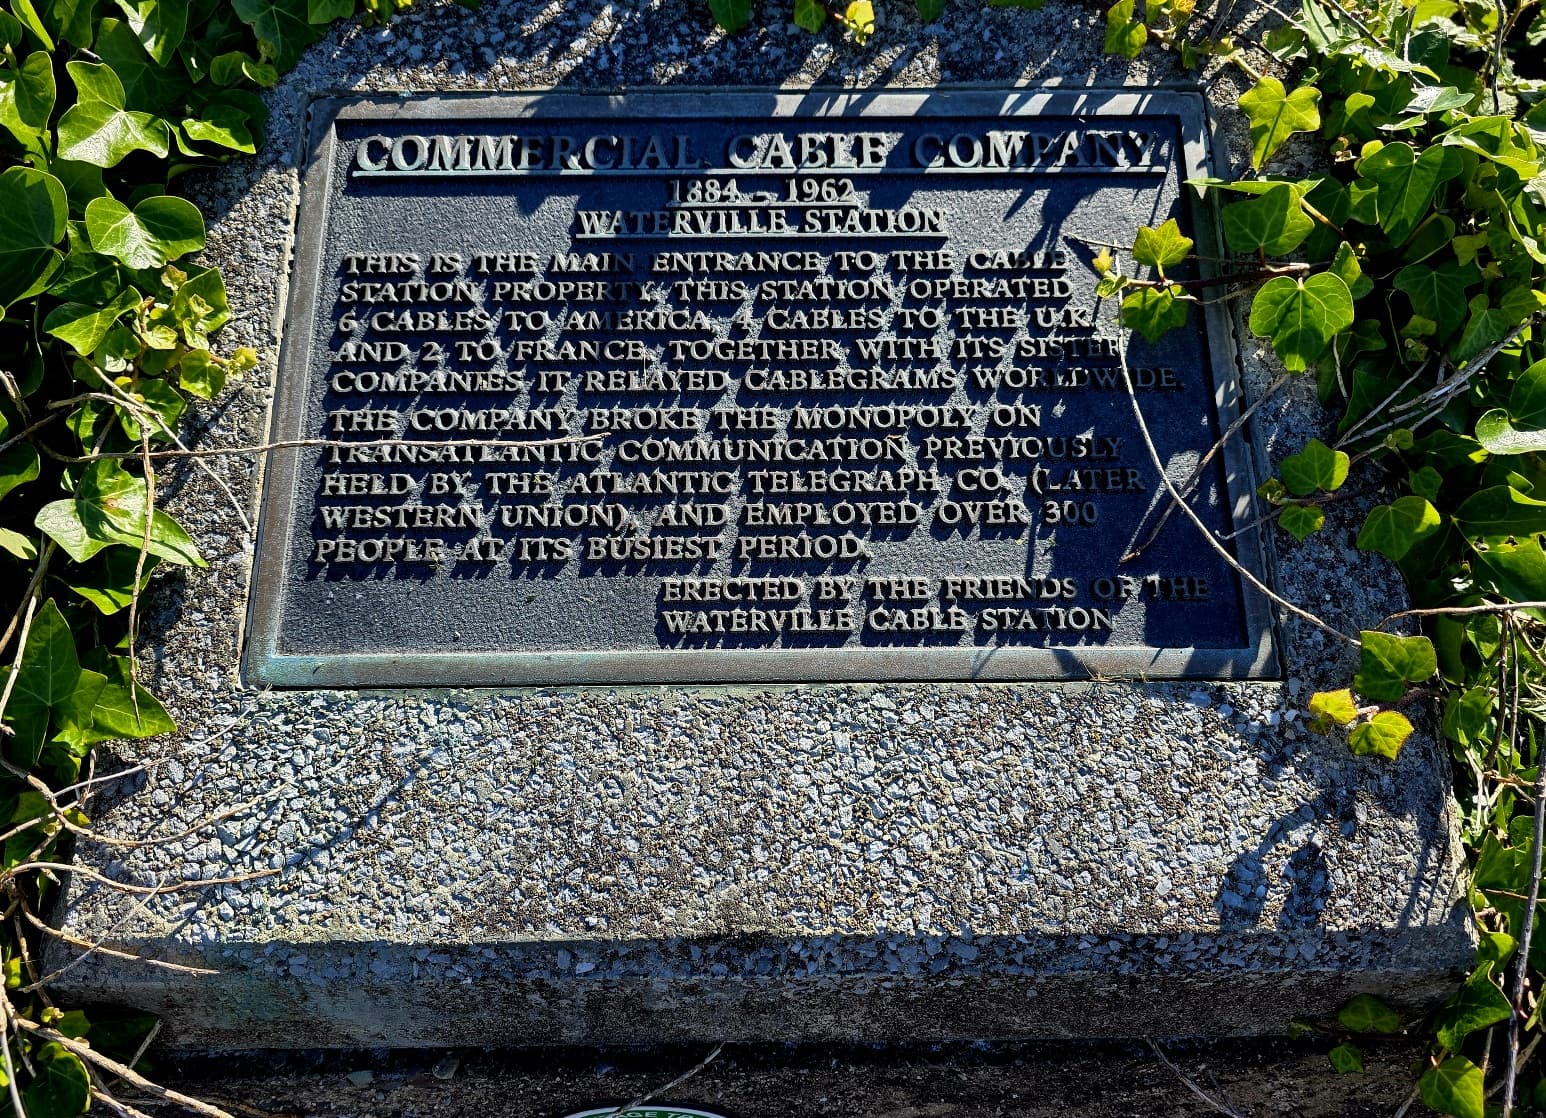 COMMERCIAL CABLE COMPANY
1884 - 1962
WATERVILLE STATION
THIS IS THE MAIN ENTRANCE TO THE CABLE
STATION PROPERTY. THIS STATION OPERATED
6 CABLES TO AMERICA, 4 CABLES TO THE U.K.
AND 2 TO FRANCE, TOGETHER WITH ITS SISTER
COMPANIES IT RELAYED CABLEGRAMS WORLDWIDE.
THE COMPANY BROKE THE MONOPOLY ON
TRANSATLANTIC COMMUNICATION PREVIOUSLY
HELD BY THE ATLANTIC TELEGRAPH CO. (LATER
WESTERN UNION), AND EMPLOYED OVER 300
PEOPLE AT ITS BUSIEST PERIOD.
ERECTED BY THE FRIENDS OF THE
WATERVILLE CABLE STATION